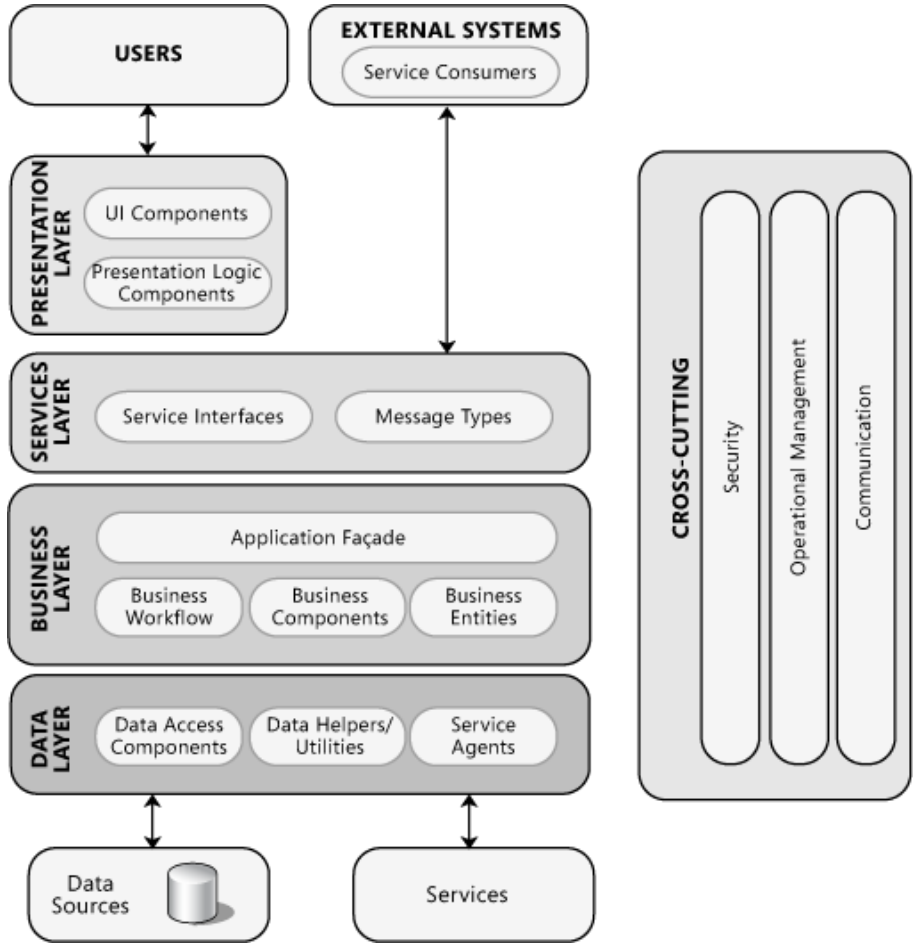 USERS
EXTERNAL SYSTEMS
Service Consumers
PRESENTATION
LAYER
UI Components
Presentation Logic
Components
SERVICES
LAYER
Service Interfaces
Message Types
BUSINESS
LAYER
Application Façade
Business
Workflow
Business
Components
Business
Entities
DATA
LAYER
Data Access
Components
Data Helpers/
Utilities
Service
Agents
Data
Sources
Services
CROSS-CUTTING
Security
Operational Management
Communication